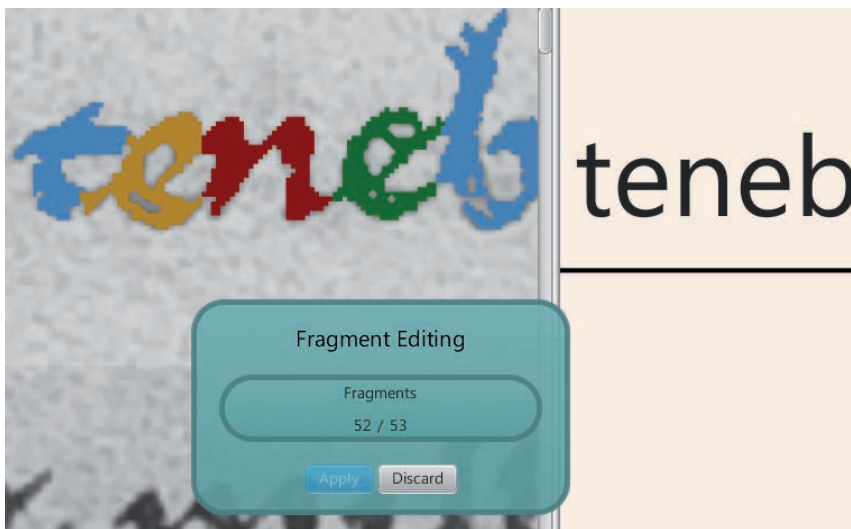 teneb
teneb
Fragment Editing
Fragments
52 / 53
Apply
Discard